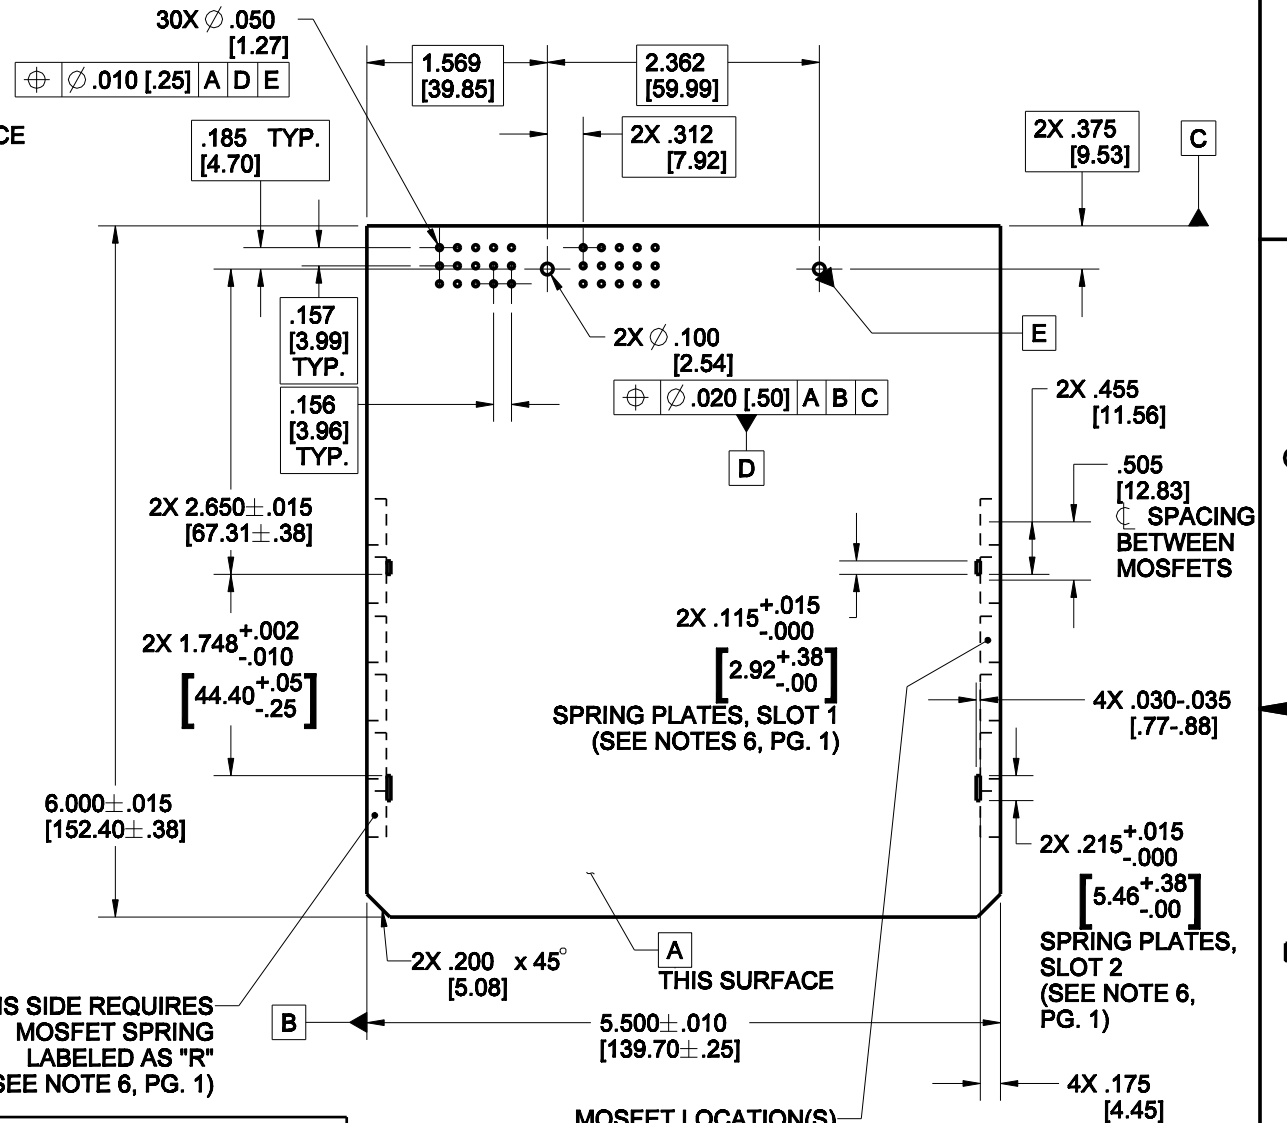 30X ∅ .050
[1.27]
⌖ ∅ .010 [.25] A D E
CE
.185 TYP.
[4.70]
1.569
[39.85]
2.362
[59.99]
2X .312
[7.92]
2X .375
[9.53]
C
.157
[3.99]
TYP.
.156
[3.96]
TYP.
2X ∅ .100
[2.54]
⌖ ∅ .020 [.50] A B C
D
E
2X .455
[11.56]
.505
[12.83]
℄ SPACING
BETWEEN
MOSFETS
2X 2.650±.015
[67.31±.38]
2X 1.748 +.002
-.010
[44.40 +.05
-.25]
2X .115 +.015
-.000
[2.92 +.38
-.00]
SPRING PLATES, SLOT 1
(SEE NOTES 6, PG. 1)
4X .030-.035
[.77-.88]
6.000±.015
[152.40±.38]
2X .215 +.015
-.000
[5.46 +.38
-.00]
SPRING PLATES,
SLOT 2
(SEE NOTE 6,
PG. 1)
2X .200 x 45°
[5.08]
A
THIS SURFACE
IS SIDE REQUIRES
MOSFET SPRING
LABELED AS "R"
SEE NOTE 6, PG. 1)
B
5.500±.010
[139.70±.25]
4X .175
[4.45]
MOSFET LOCATION(S)